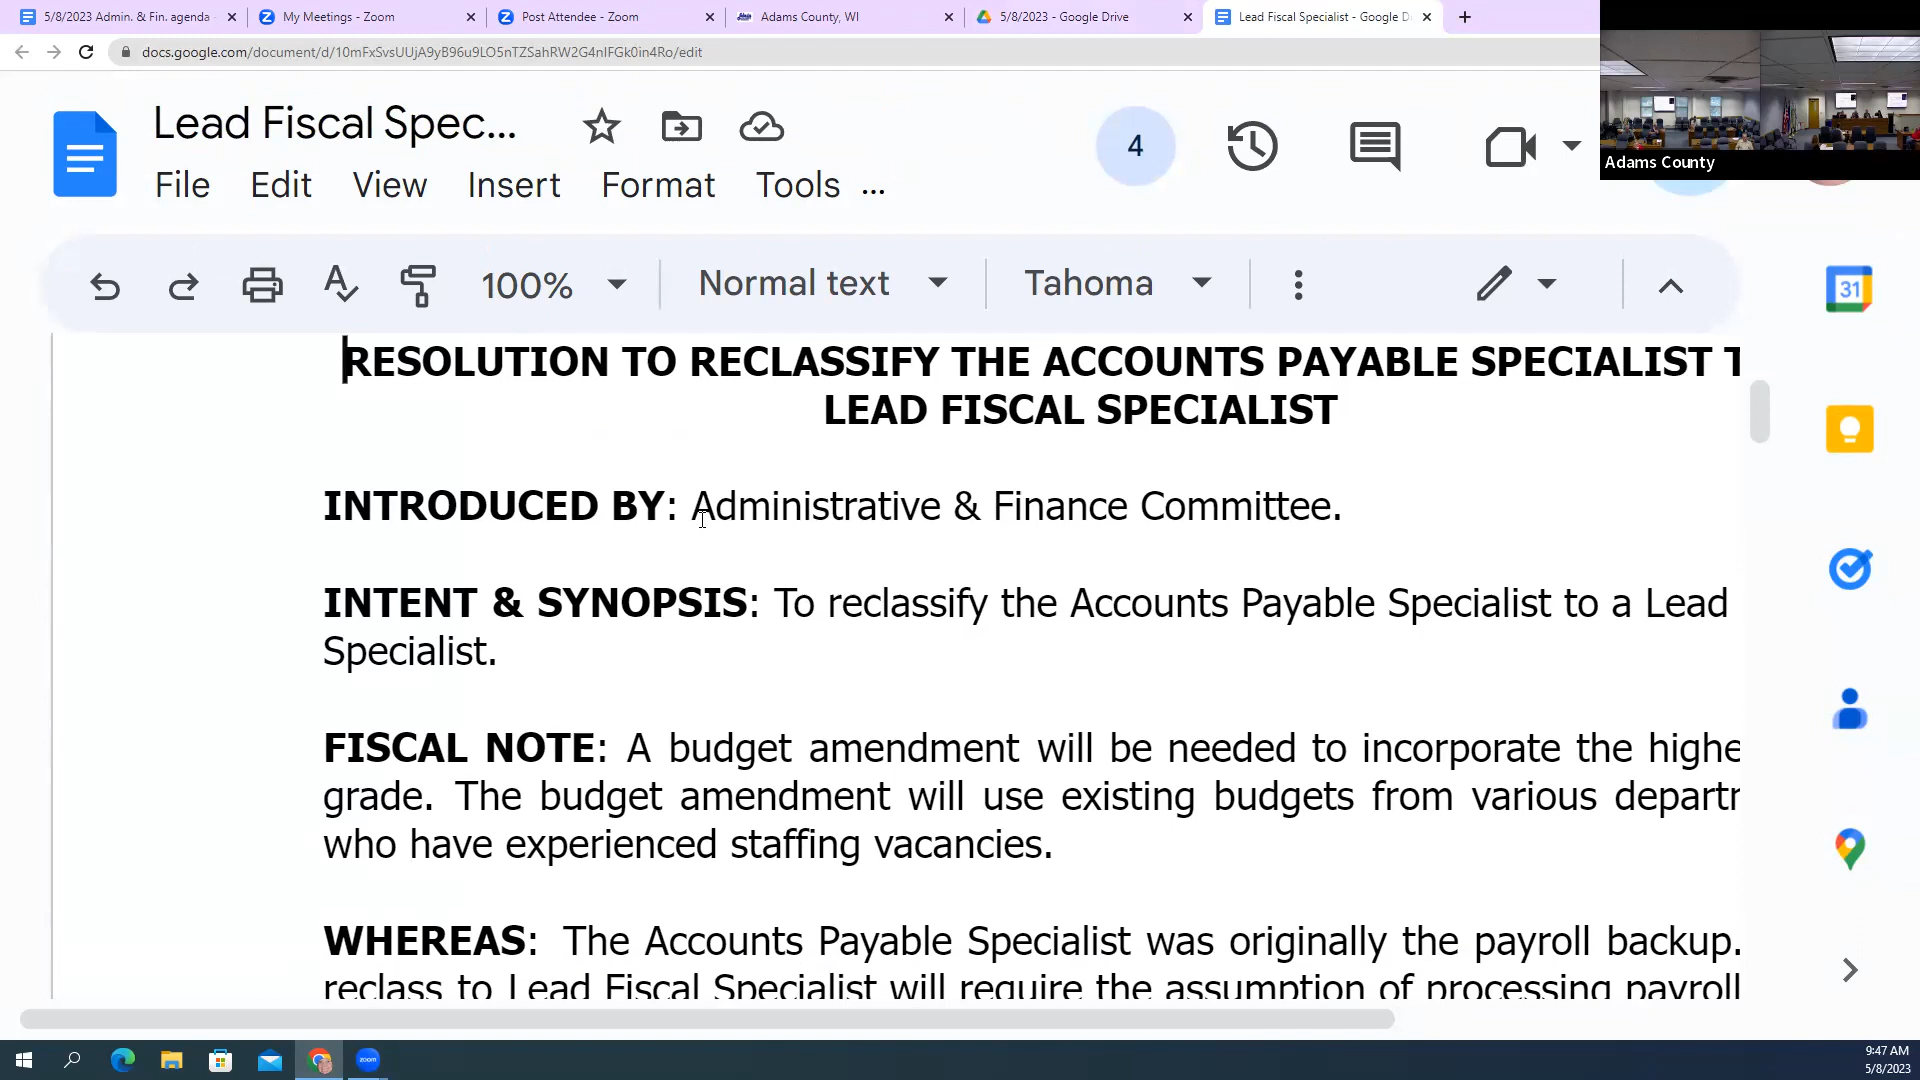 5/8/2023 Admin. & Fin. agenda
My Meetings - Zoom
Post Attendee - Zoom
Adams County, WI
5/8/2023 - Google Drive
Lead Fiscal Specialist - Google D
docs.google.com/document/d/10mFxSvsUUjA9yB96u9LO5nTZSahRW2G4nIFGk0in4Ro/edit
Adams County
Lead Fiscal Spec...
4
File Edit View Insert Format Tools ...
100% Normal text Tahoma
31
RESOLUTION TO RECLASSIFY THE ACCOUNTS PAYABLE SPECIALIST T
LEAD FISCAL SPECIALIST
INTRODUCED BY: Administrative & Finance Committee.
INTENT & SYNOPSIS: To reclassify the Accounts Payable Specialist to a Lead
Specialist.
FISCAL NOTE: A budget amendment will be needed to incorporate the highe
grade. The budget amendment will use existing budgets from various departr
who have experienced staffing vacancies.
WHEREAS: The Accounts Payable Specialist was originally the payroll backup.
reclass to Lead Fiscal Specialist will require the assumption of processing payroll
zoom
9:47 AM
5/8/2023